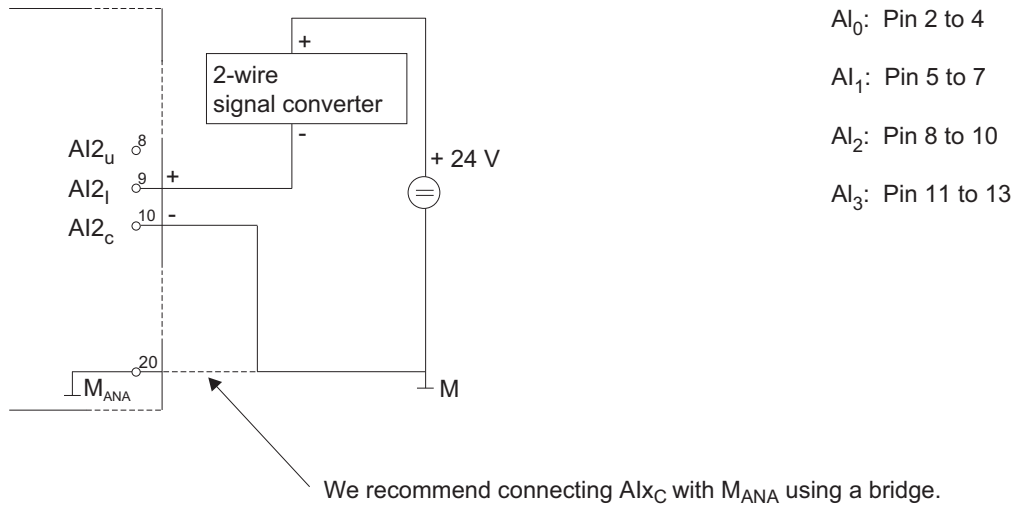 +
2-wire
signal converter
-
+ 24 V
AI2u 8
AI2I 9 +
AI2c 10 -
20
MANA
M
We recommend connecting AIxC with MANA using a bridge.
AI0: Pin 2 to 4
AI1: Pin 5 to 7
AI2: Pin 8 to 10
AI3: Pin 11 to 13